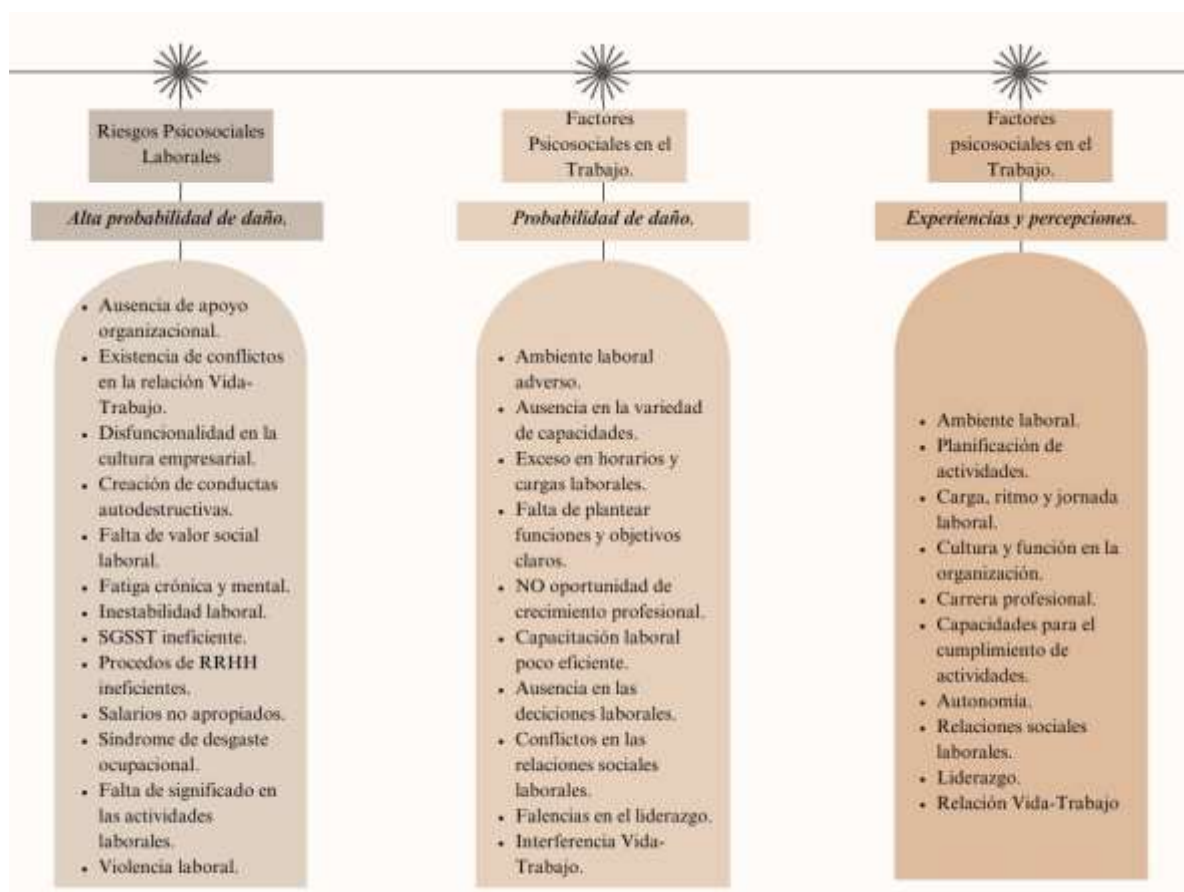 Riesgos Psicosociales
Laborales
Alta probabilidad de daño.
• Ausencia de apoyo
organizacional.
• Existencia de conflictos
en la relación Vida-
Trabajo.
• Disfuncionalidad en la
cultura empresarial.
• Creación de conductas
autodestructivas.
• Falta de valor social
laboral.
• Fatiga crónica y mental.
• Inestabilidad laboral.
• SGSST ineficiente.
• Procedos de RRHH
ineficientes.
• Salarios no apropiados.
• Síndrome de desgaste
ocupacional.
• Falta de significado en
las actividades
laborales.
• Violencia laboral.
Factores
Psicosociales en el
Trabajo.
Probabilidad de daño.
• Ambiente laboral
adverso.
• Ausencia en la variedad
de capacidades.
• Exceso en horarios y
cargas laborales.
• Falta de plantear
funciones y objetivos
claros.
• NO oportunidad de
crecimiento profesional.
• Capacitación laboral
poco eficiente.
• Ausencia en las
deciciones laborales.
• Conflictos en las
relaciones sociales
laborales.
• Falencias en el liderazgo.
• Interferencia Vida-
Trabajo.
Factores
psicosociales en el
Trabajo.
Experiencias y percepciones.
• Ambiente laboral.
• Planificación de
actividades.
• Carga, ritmo y jornada
laboral.
• Cultura y función en la
organización.
• Carrera profesional.
• Capacidades para el
cumplimiento de
actividades.
• Autonomía.
• Relaciones sociales
laborales.
• Liderazgo.
• Relación Vida-Trabajo